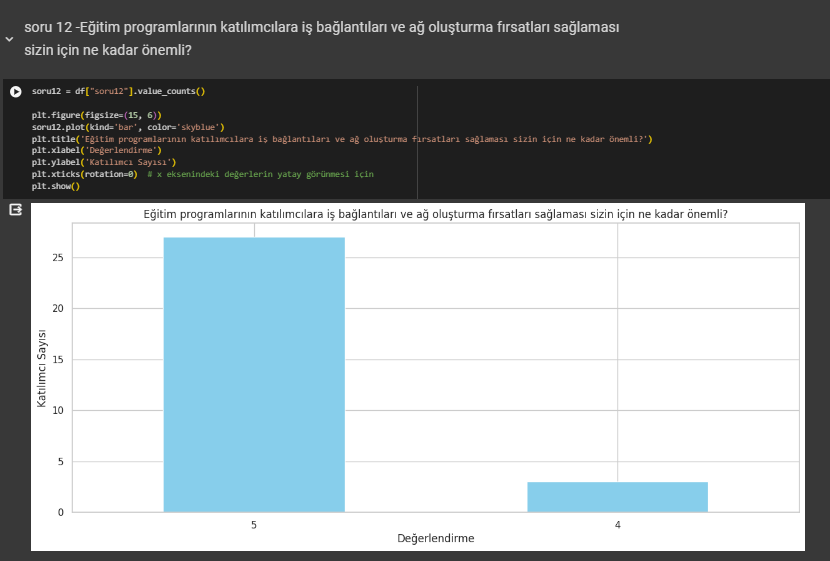 soru 12 -Eğitim programlarının katılımcılara iş bağlantıları ve ağ oluşturma fırsatları sağlaması
sizin için ne kadar önemli?
soru12 = df["soru12"].value_counts()
plt.figure(figsize=(15, 6))
soru12.plot(kind='bar', color='skyblue')
plt.title('Eğitim programlarının katılımcılara iş bağlantıları ve ağ oluşturma fırsatları sağlaması sizin için ne kadar önemli?')
plt.xlabel('Değerlendirme')
plt.ylabel('Katılımcı Sayısı')
plt.xticks(rotation=0)  # x eksenindeki değerlerin yatay görünmesi için
plt.show()
Eğitim programlarının katılımcılara iş bağlantıları ve ağ oluşturma fırsatları sağlaması sizin için ne kadar önemli?
25
20
15
10
5
0
Katılımcı Sayısı
5 4
Değerlendirme